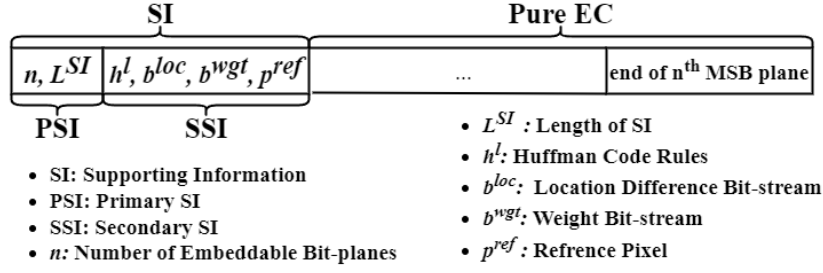 SI
Pure EC
n, L^SI
h^l, b^loc, b^wgt, p^ref
...
end of n^th MSB plane
PSI
SSI
• SI: Supporting Information
• PSI: Primary SI
• SSI: Secondary SI
• n: Number of Embeddable Bit-planes
• L^SI : Length of SI
• h^l: Huffman Code Rules
• b^loc: Location Difference Bit-stream
• b^wgt: Weight Bit-stream
• p^ref: Refrence Pixel